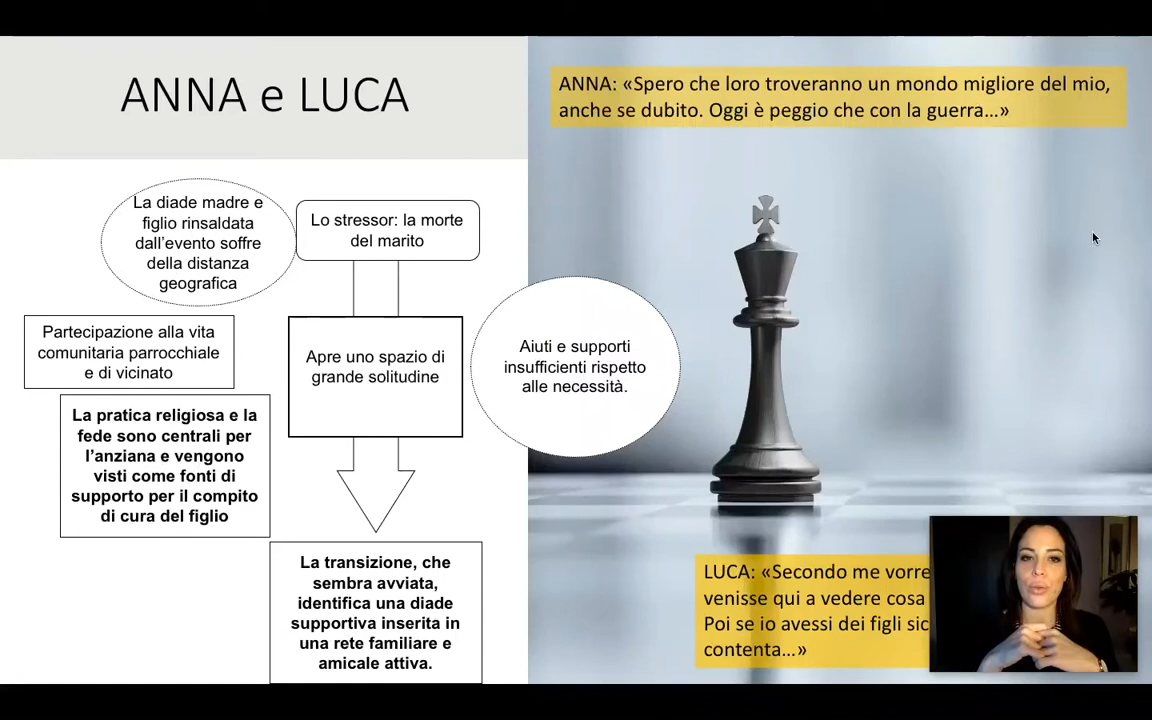 ANNA e LUCA
ANNA: «Spero che loro troveranno un mondo migliore del mio,
anche se dubito. Oggi è peggio che con la guerra…»
La diade madre e
figlio rinsaldata
dall’evento soffre
della distanza
geografica
Lo stressor: la morte
del marito
Partecipazione alla vita
comunitaria parrocchiale
e di vicinato
Apre uno spazio di
grande solitudine
Aiuti e supporti
insufficienti rispetto
alle necessità.
La pratica religiosa e la
fede sono centrali per
l’anziana e vengono
visti come fonti di
supporto per il compito
di cura del figlio
La transizione, che
sembra avviata,
identifica una diade
supportiva inserita in
una rete familiare e
amicale attiva.
LUCA: «Secondo me
venisse qui a vedere cosa
Poi se io avessi dei figli
contenta…»